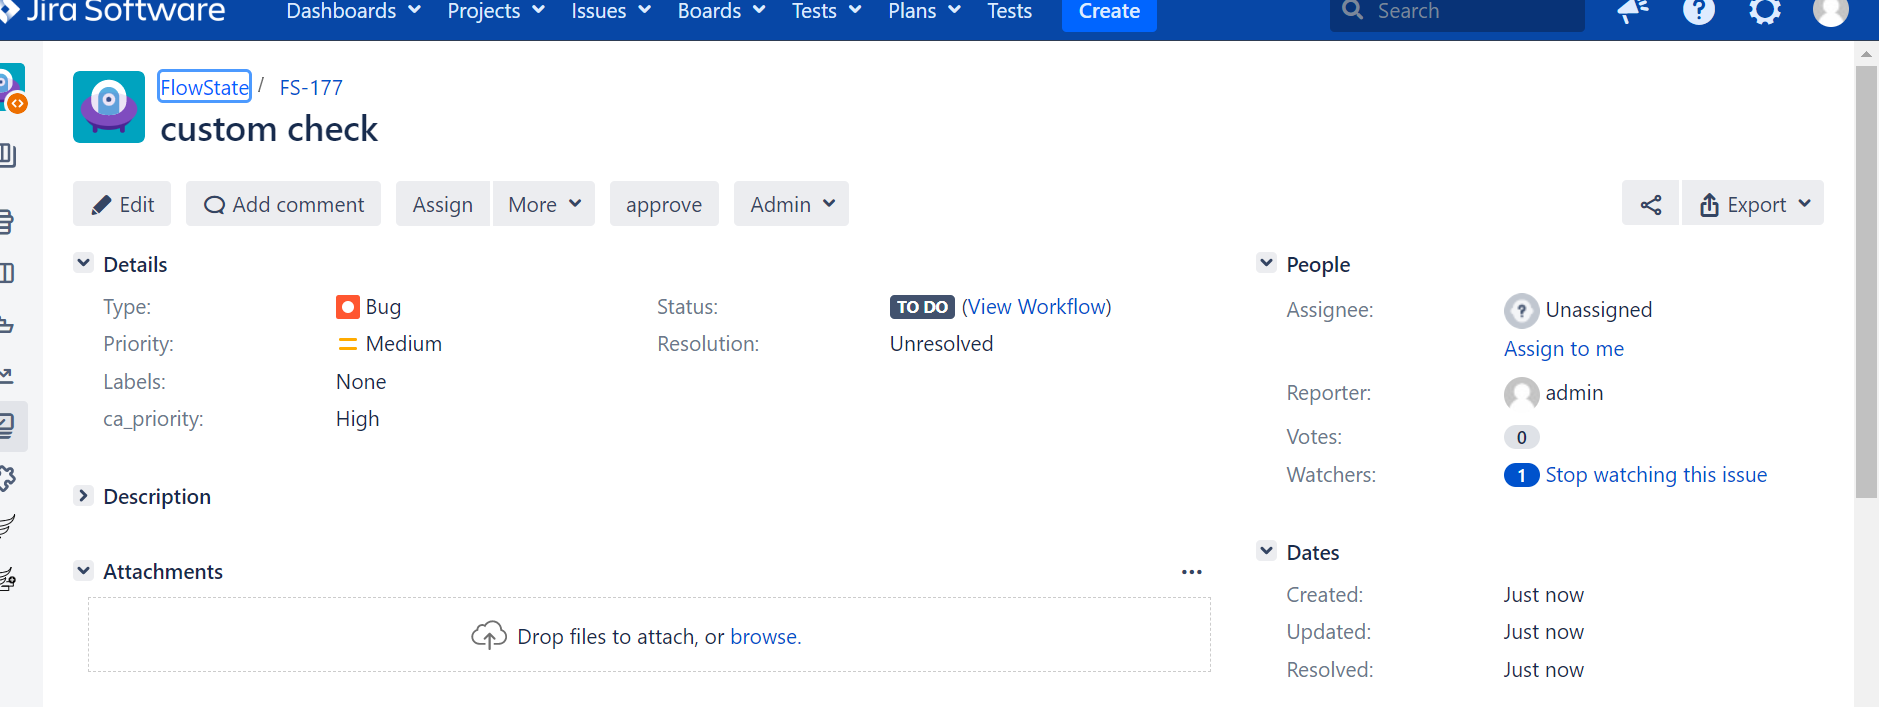 Jira Software Dashboards Projects Issues Boards Tests Plans Tests Create Search
FlowState / FS-177
custom check
Edit Add comment Assign More approve Admin Export
Details
Type: Bug Status: TO DO (View Workflow)
Priority: Medium Resolution: Unresolved
Labels: None
ca_priority: High
Description
Attachments
Drop files to attach, or browse.
People
Assignee: Unassigned
Assign to me
Reporter: admin
Votes: 0
Watchers: 1 Stop watching this issue
Dates
Created: Just now
Updated: Just now
Resolved: Just now